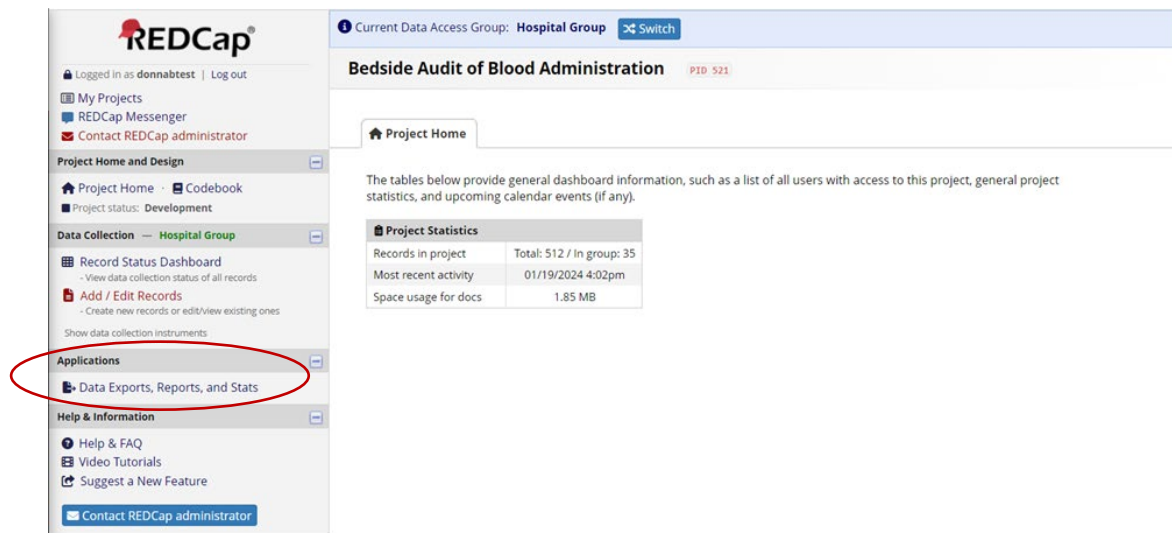 REDCap®
Logged in as donnabtest | Log out
My Projects
REDCap Messenger
Contact REDCap administrator
Project Home and Design
Project Home · Codebook
Project status: Development
Data Collection — Hospital Group
Record Status Dashboard
- View data collection status of all records
Add / Edit Records
- Create new records or edit/view existing ones
Show data collection instruments
Applications
Data Exports, Reports, and Stats
Help & Information
Help & FAQ
Video Tutorials
Suggest a New Feature
Contact REDCap administrator
Current Data Access Group: Hospital Group Switch
Bedside Audit of Blood Administration PID 521
Project Home
The tables below provide general dashboard information, such as a list of all users with access to this project, general project
statistics, and upcoming calendar events (if any).
Project Statistics
Records in project Total: 512 / In group: 35
Most recent activity 01/19/2024 4:02pm
Space usage for docs 1.85 MB